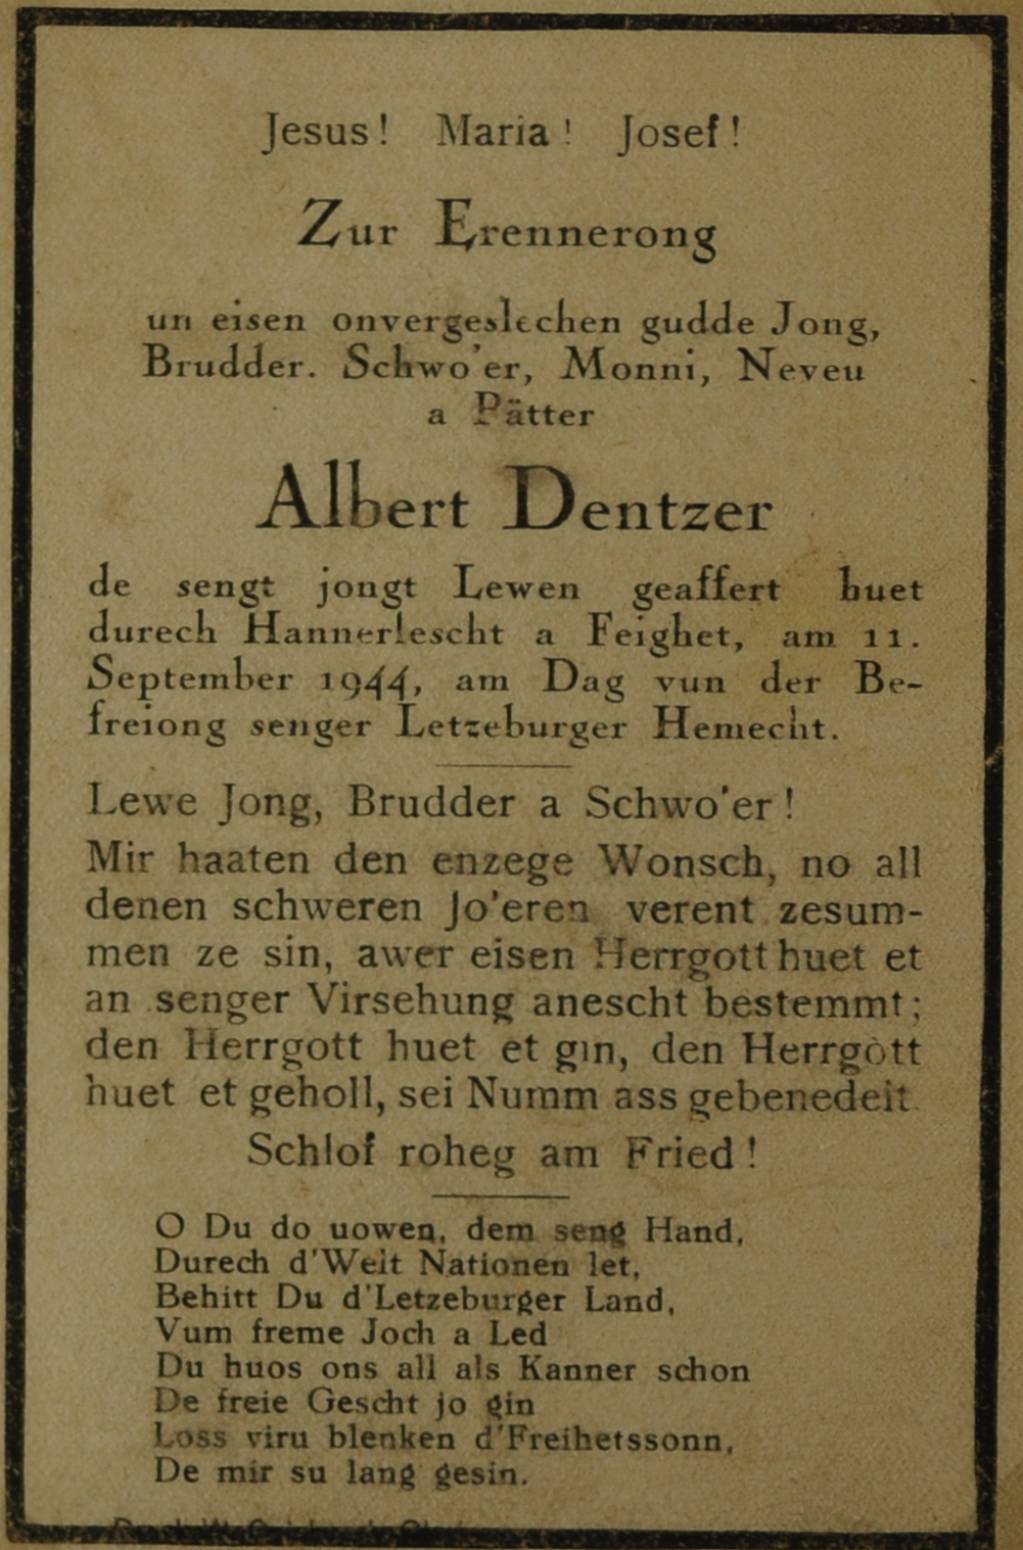 Jesus! Maria! Josef!
Zur Erennerong
un eisen onvergeslechen gudde Jong,
Brudder. Schwo'er, Monni, Neveu
a Pätter
Albert Dentzer
de sengt jongt Lewen geaffert huet
durech Hannerlescht a Feighet, am 11.
September 1944, am Dag vun der Be-
freiong senger Letzeburger Hemecht.
Lewe Jong, Brudder a Schwo'er!
Mir haaten den enzege Wonsch, no all
denen schweren Jo'eren verent zesum-
men ze sin, awer eisen Herrgott huet et
an senger Virsehung anescht bestemmt;
den Herrgott huet et gin, den Herrgott
huet et geholl, sei Numm ass gebenedeit
Schlof roheg am Fried!
O Du do uowen, dem seng Hand,
Durech d'Welt Nationen let,
Behitt Du d'Letzeburger Land,
Vum freme Joch a Led
Du huos ons all als Kanner schon
De freie Gescht jo gin
Loss viru blenken d'Freihetssonn,
De mir su lang gesin.